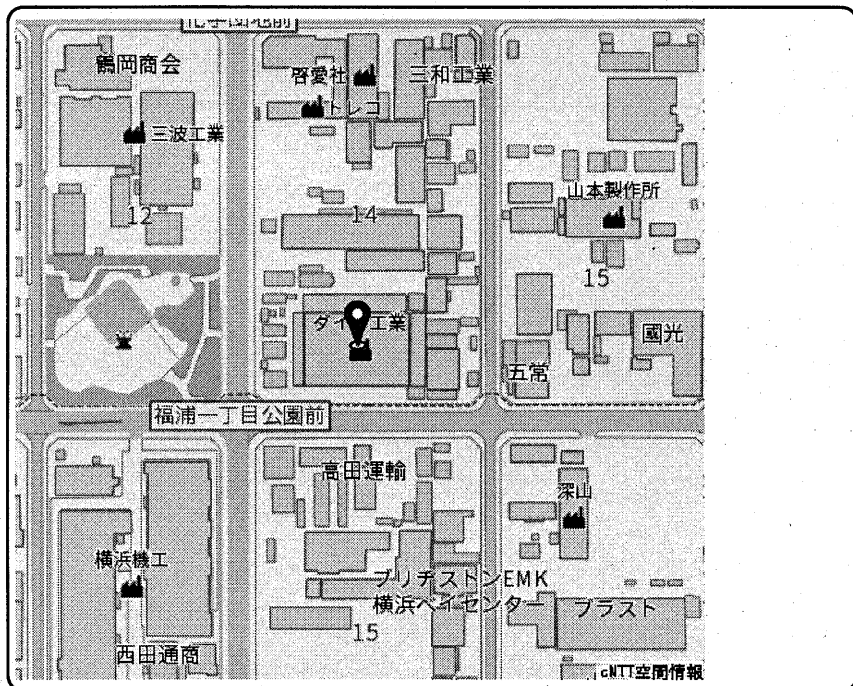 鶴岡商会
啓愛社
三和工業
トレコ
三波工業
山本製作所
12
14
15
工業
國光
五常
福浦一丁目公園前
高田運輸
深山
横浜機工
ブリヂストンEMK
横浜ベイセンター
ブラスト
15
西田通商
©NTT空間情報